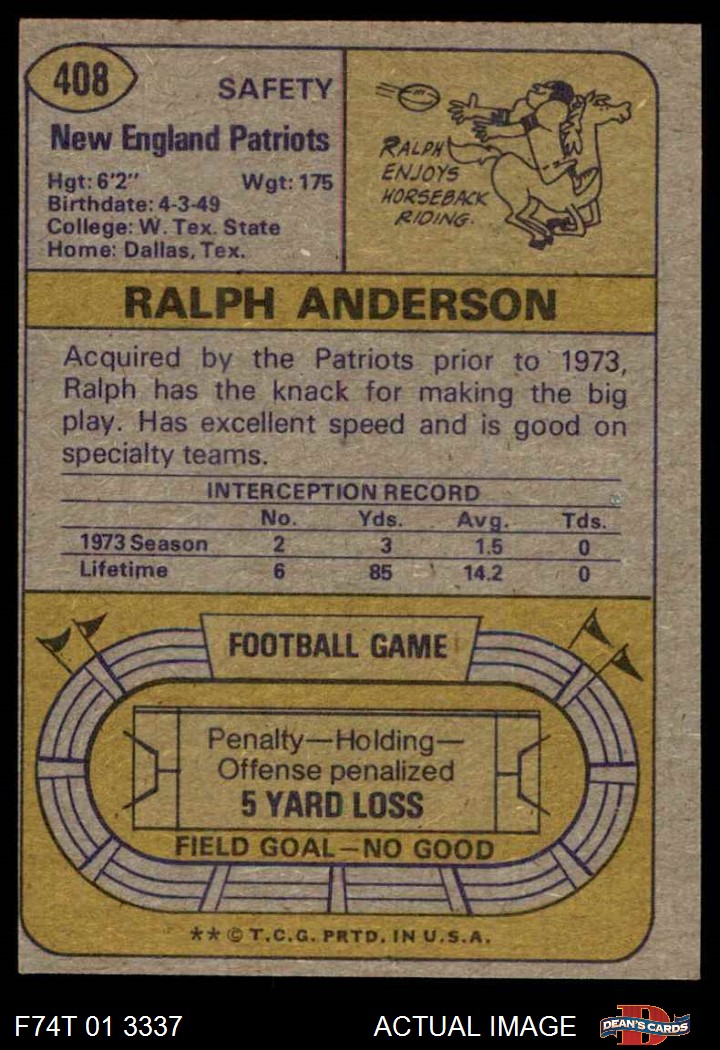 408
SAFETY
New England Patriots
Hgt: 6'2" Wgt: 175
Birthdate: 4-3-49
College: W. Tex. State
Home: Dallas, Tex.
RALPH
ENJOYS
HORSEBACK
RIDING.
RALPH ANDERSON
Acquired by the Patriots prior to 1973,
Ralph has the knack for making the big
play. Has excellent speed and is good on
specialty teams.
INTERCEPTION RECORD
No. Yds. Avg. Tds.
1973 Season 2 3 1.5 0
Lifetime 6 85 14.2 0
FOOTBALL GAME
Penalty—Holding—
Offense penalized
5 YARD LOSS
FIELD GOAL—NO GOOD
** © T.C.G. PRTD. IN U.S.A.
F74T 01 3337 ACTUAL IMAGE
D
DEAN'S CARDS